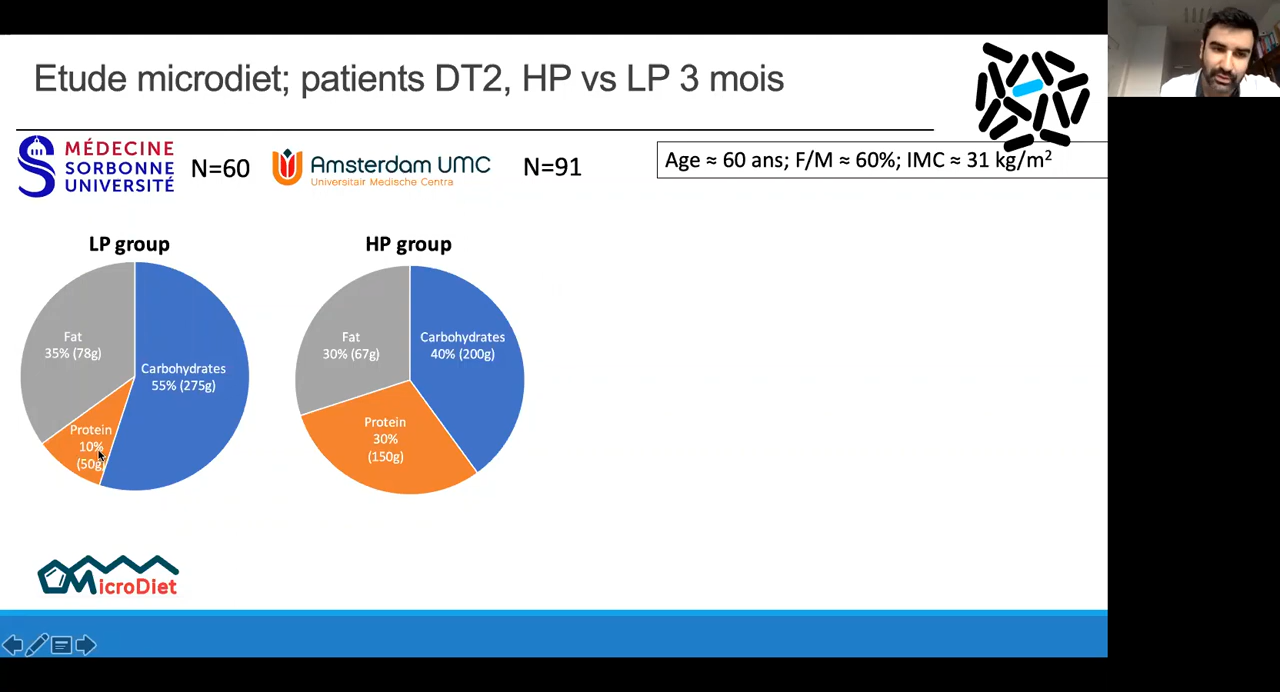 Etude microdiet; patients DT2, HP vs LP 3 mois
MÉDECINE
SORBONNE
UNIVERSITÉ
N=60
Amsterdam UMC
Universitair Medische Centra
N=91
Age ≈ 60 ans; F/M ≈ 60%; IMC ≈ 31 kg/m²
LP group
Fat
35% (78g)
Carbohydrates
55% (275g)
Protein
10%
(50g)
HP group
Fat
30% (67g)
Carbohydrates
40% (200g)
Protein
30%
(150g)
MicroDiet